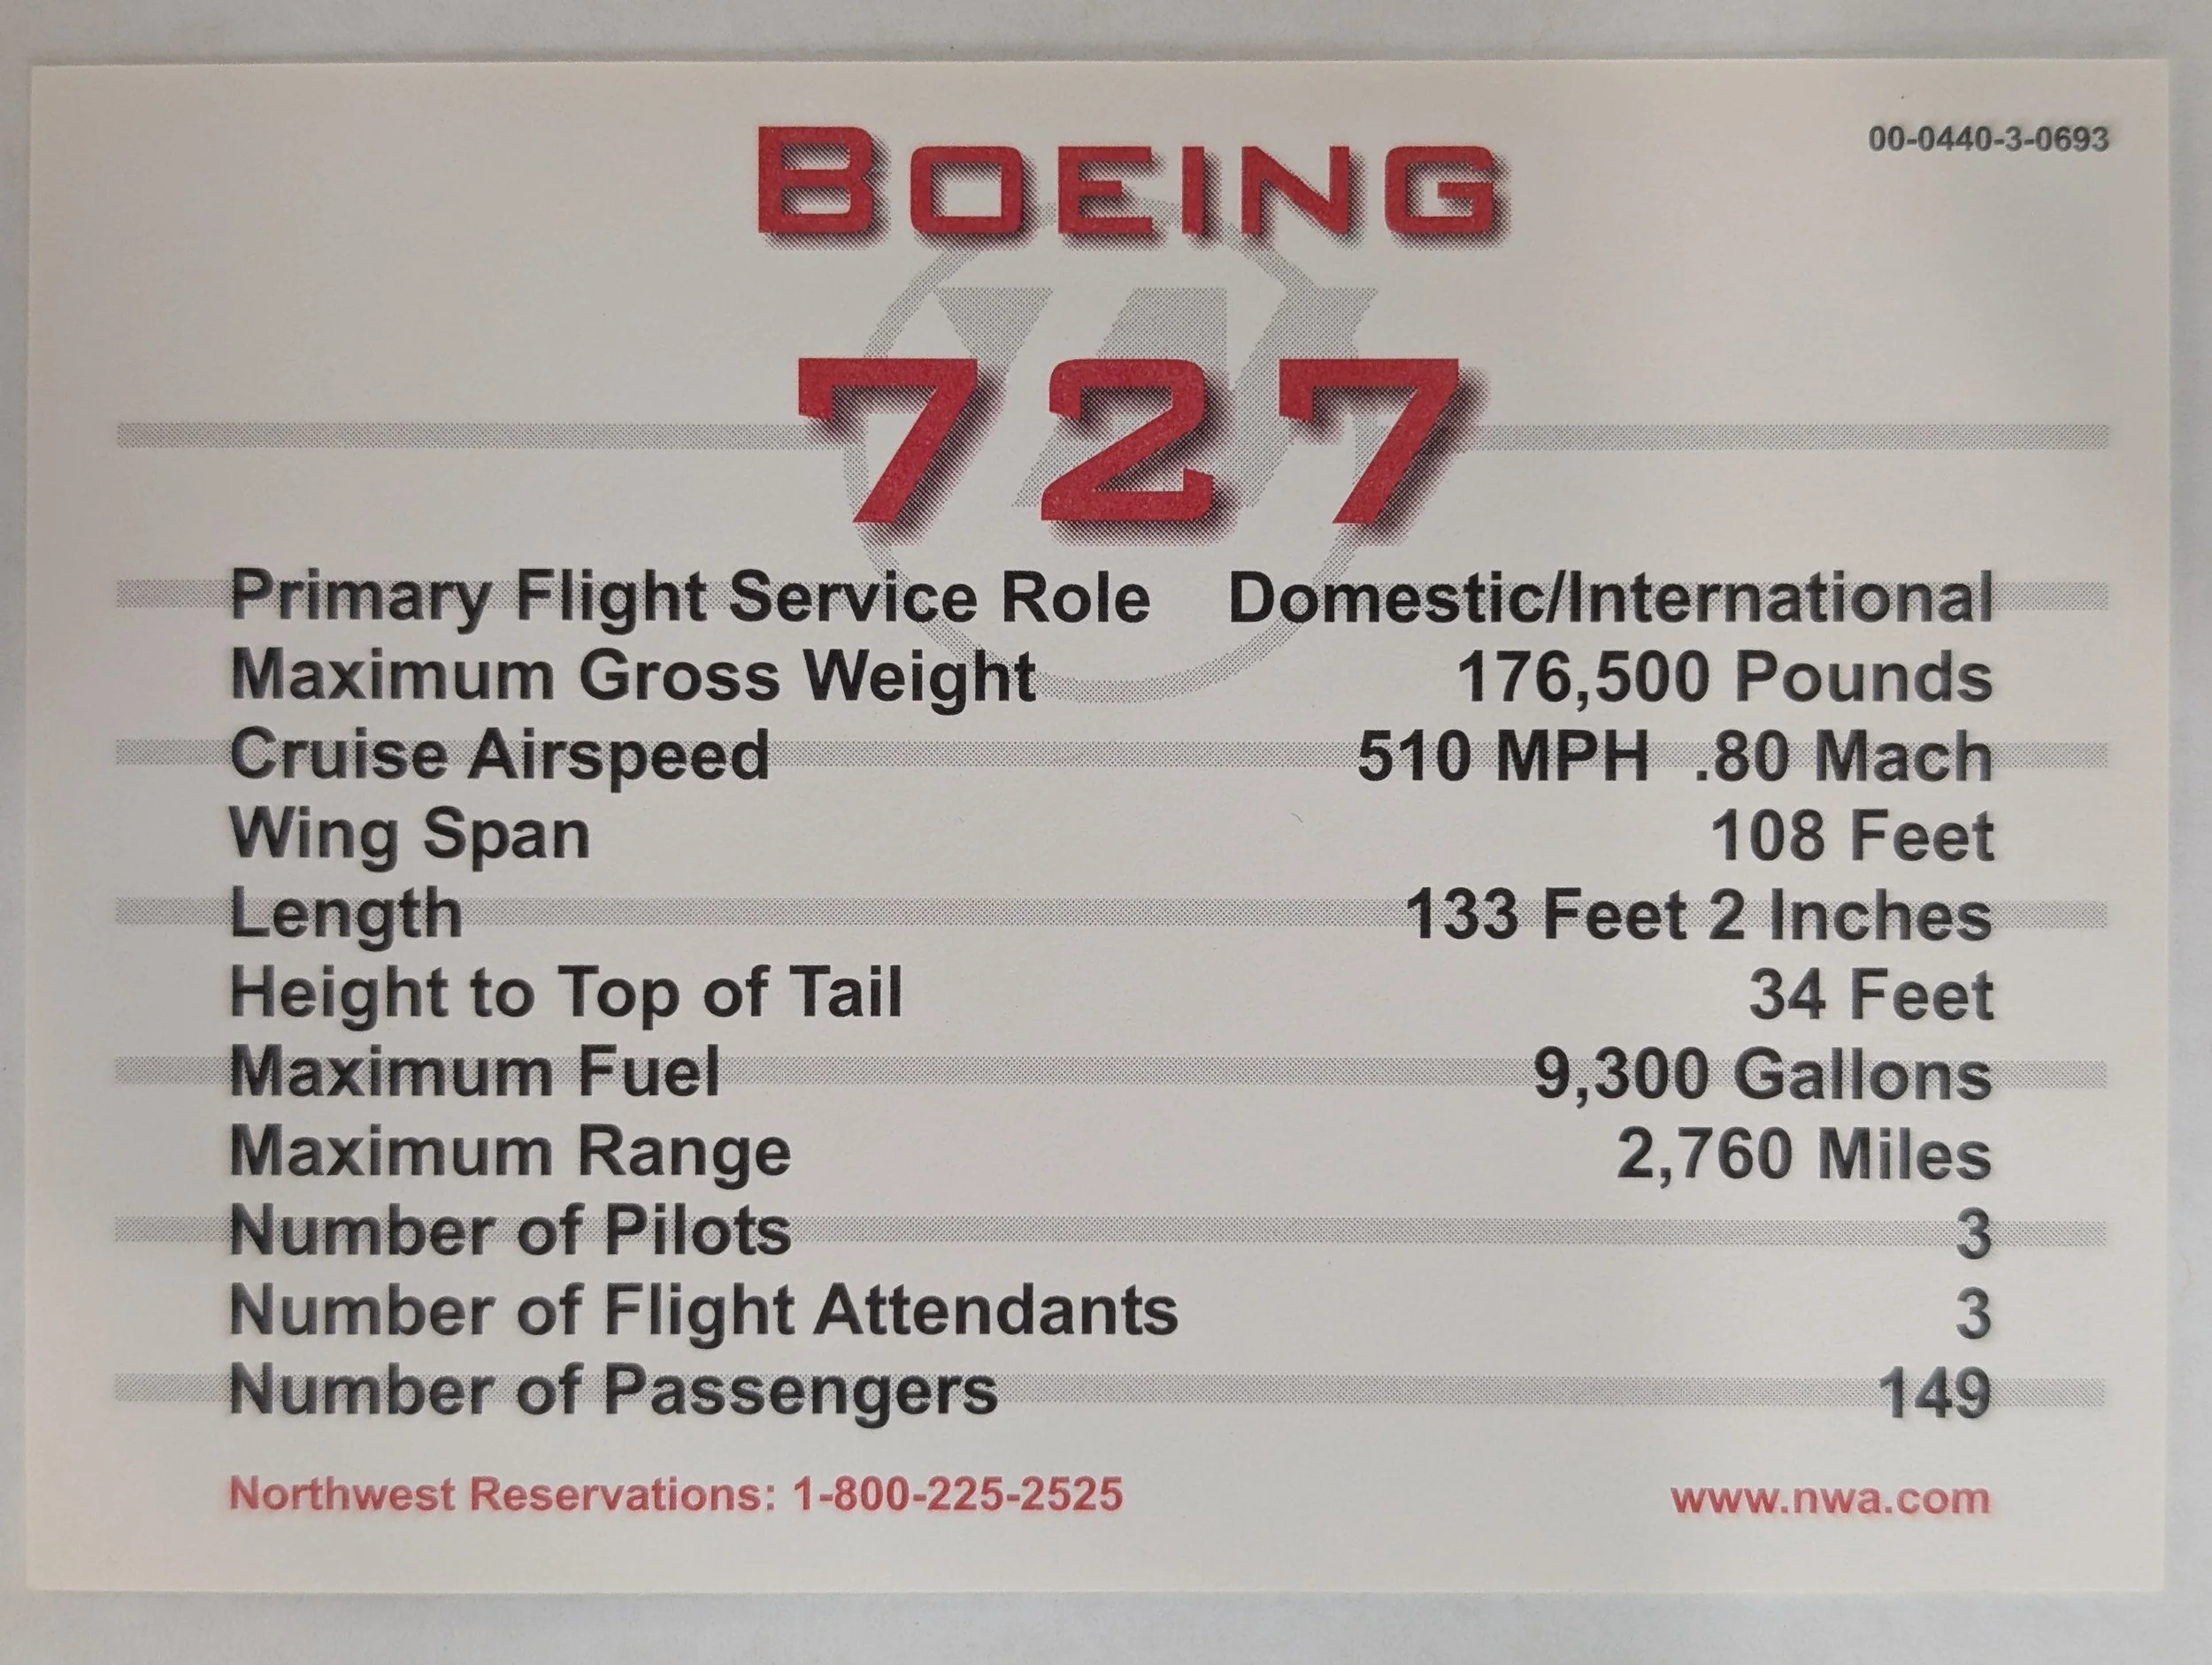 00-0440-3-0693
BOEING
727
Primary Flight Service Role Domestic/International
Maximum Gross Weight 176,500 Pounds
Cruise Airspeed 510 MPH .80 Mach
Wing Span 108 Feet
Length 133 Feet 2 Inches
Height to Top of Tail 34 Feet
Maximum Fuel 9,300 Gallons
Maximum Range 2,760 Miles
Number of Pilots 3
Number of Flight Attendants 3
Number of Passengers 149
Northwest Reservations: 1-800-225-2525 www.nwa.com